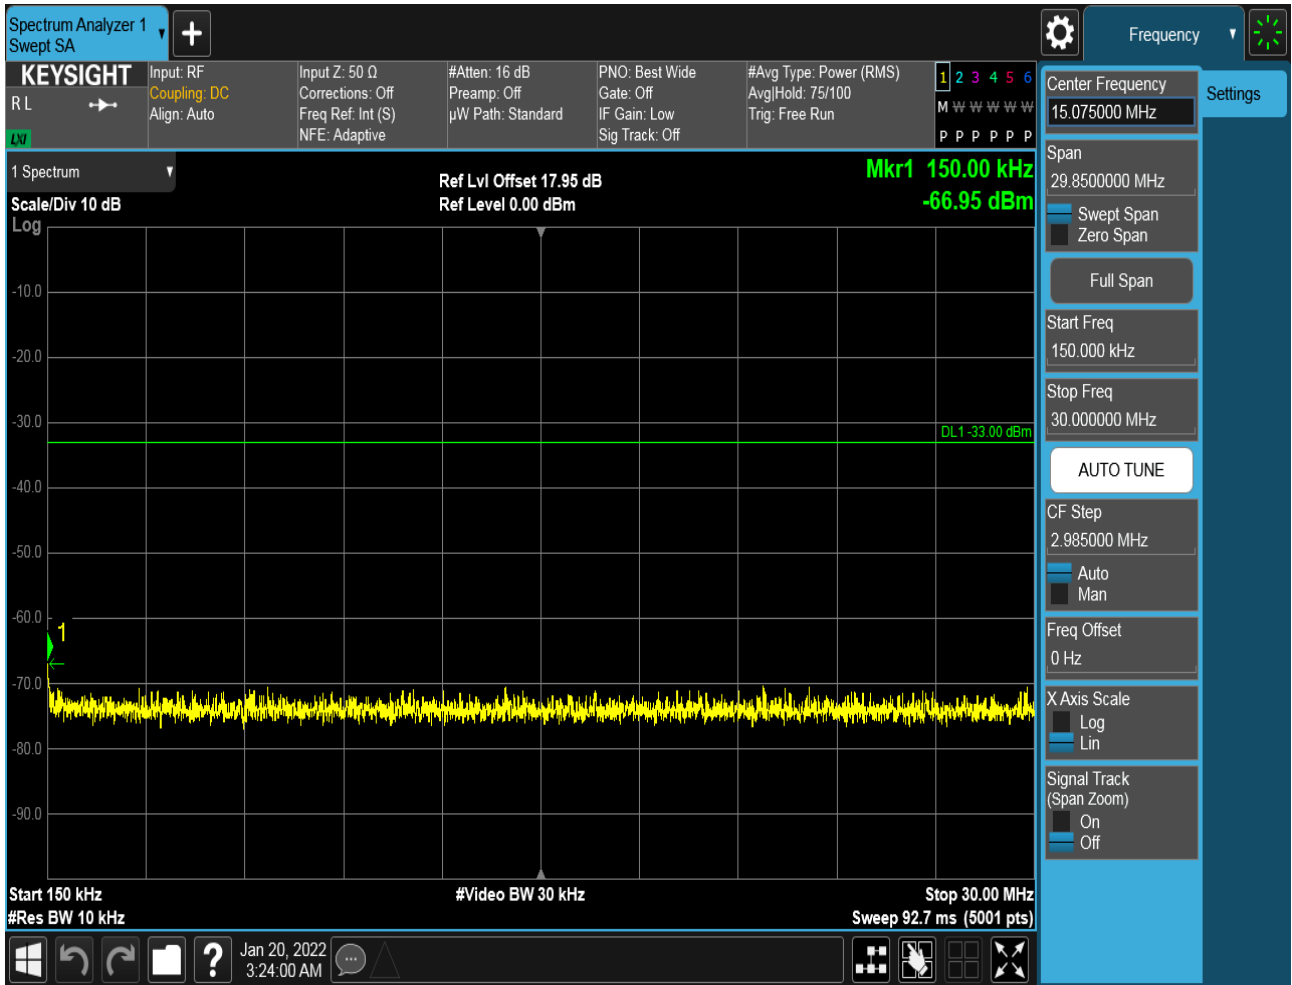 Spectrum Analyzer 1
Swept SA
Frequency
KEYSIGHT
R L
LXI
Input: RF
Coupling: DC
Align: Auto
Input Z: 50 Ω
Corrections: Off
Freq Ref: Int (S)
NFE: Adaptive
#Atten: 16 dB
Preamp: Off
µW Path: Standard
PNO: Best Wide
Gate: Off
IF Gain: Low
Sig Track: Off
#Avg Type: Power (RMS)
Avg|Hold: 75/100
Trig: Free Run
1 2 3 4 5 6
M W W W W W
P P P P P P
1 Spectrum
Scale/Div 10 dB
Log
Ref Lvl Offset 17.95 dB
Ref Level 0.00 dBm
Mkr1 150.00 kHz
-66.95 dBm
-10.0
-20.0
-30.0
DL1 -33.00 dBm
-40.0
-50.0
-60.0
1
-70.0
-80.0
-90.0
Start 150 kHz
#Video BW 30 kHz
Stop 30.00 MHz
#Res BW 10 kHz
Sweep 92.7 ms (5001 pts)
?
Jan 20, 2022
3:24:00 AM
Center Frequency
15.075000 MHz
Settings
Span
29.8500000 MHz
Swept Span
Zero Span
Full Span
Start Freq
150.000 kHz
Stop Freq
30.000000 MHz
AUTO TUNE
CF Step
2.985000 MHz
Auto
Man
Freq Offset
0 Hz
X Axis Scale
Log
Lin
Signal Track
(Span Zoom)
On
Off